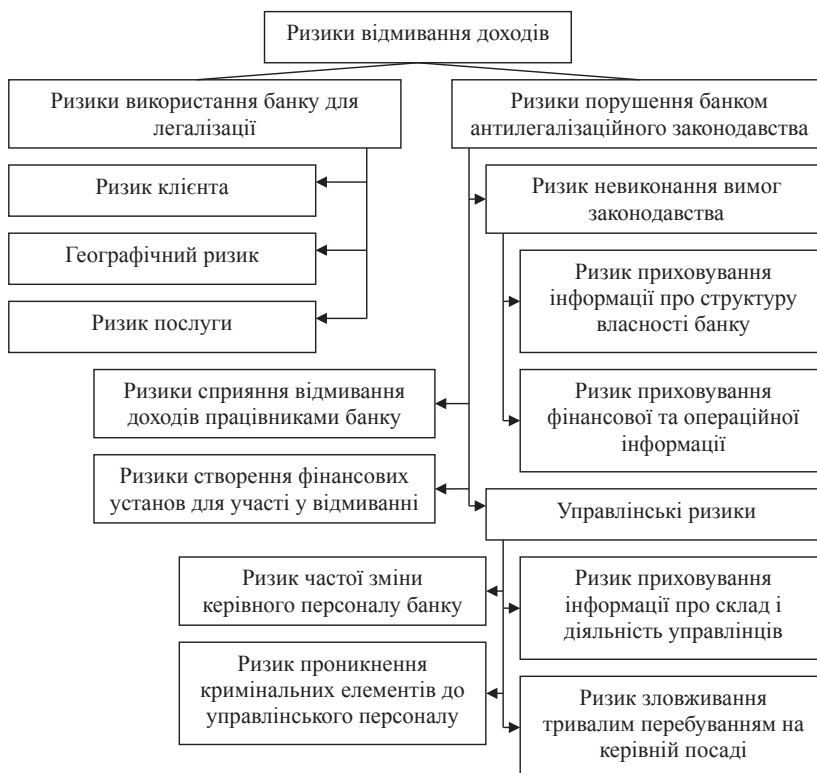 Ризики відмивання доходів
Ризики використання банку для
легалізації
Ризики порушення банком
антилегалізаційного законодавства
Ризик клієнта
Географічний ризик
Ризик послуги
Ризик невиконання вимог
законодавства
Ризик приховування
інформації про структуру
власності банку
Ризики сприяння відмивання
доходів працівниками банку
Ризик приховування
фінансової та операційної
інформації
Ризики створення фінансових
установ для участі у відмиванні
Управлінські ризики
Ризик частої зміни
керівного персоналу банку
Ризик приховування
інформації про склад і
діяльність управлінців
Ризик проникнення
кримінальних елементів до
управлінського персоналу
Ризик зловживання
тривалим перебуванням на
керівній посаді